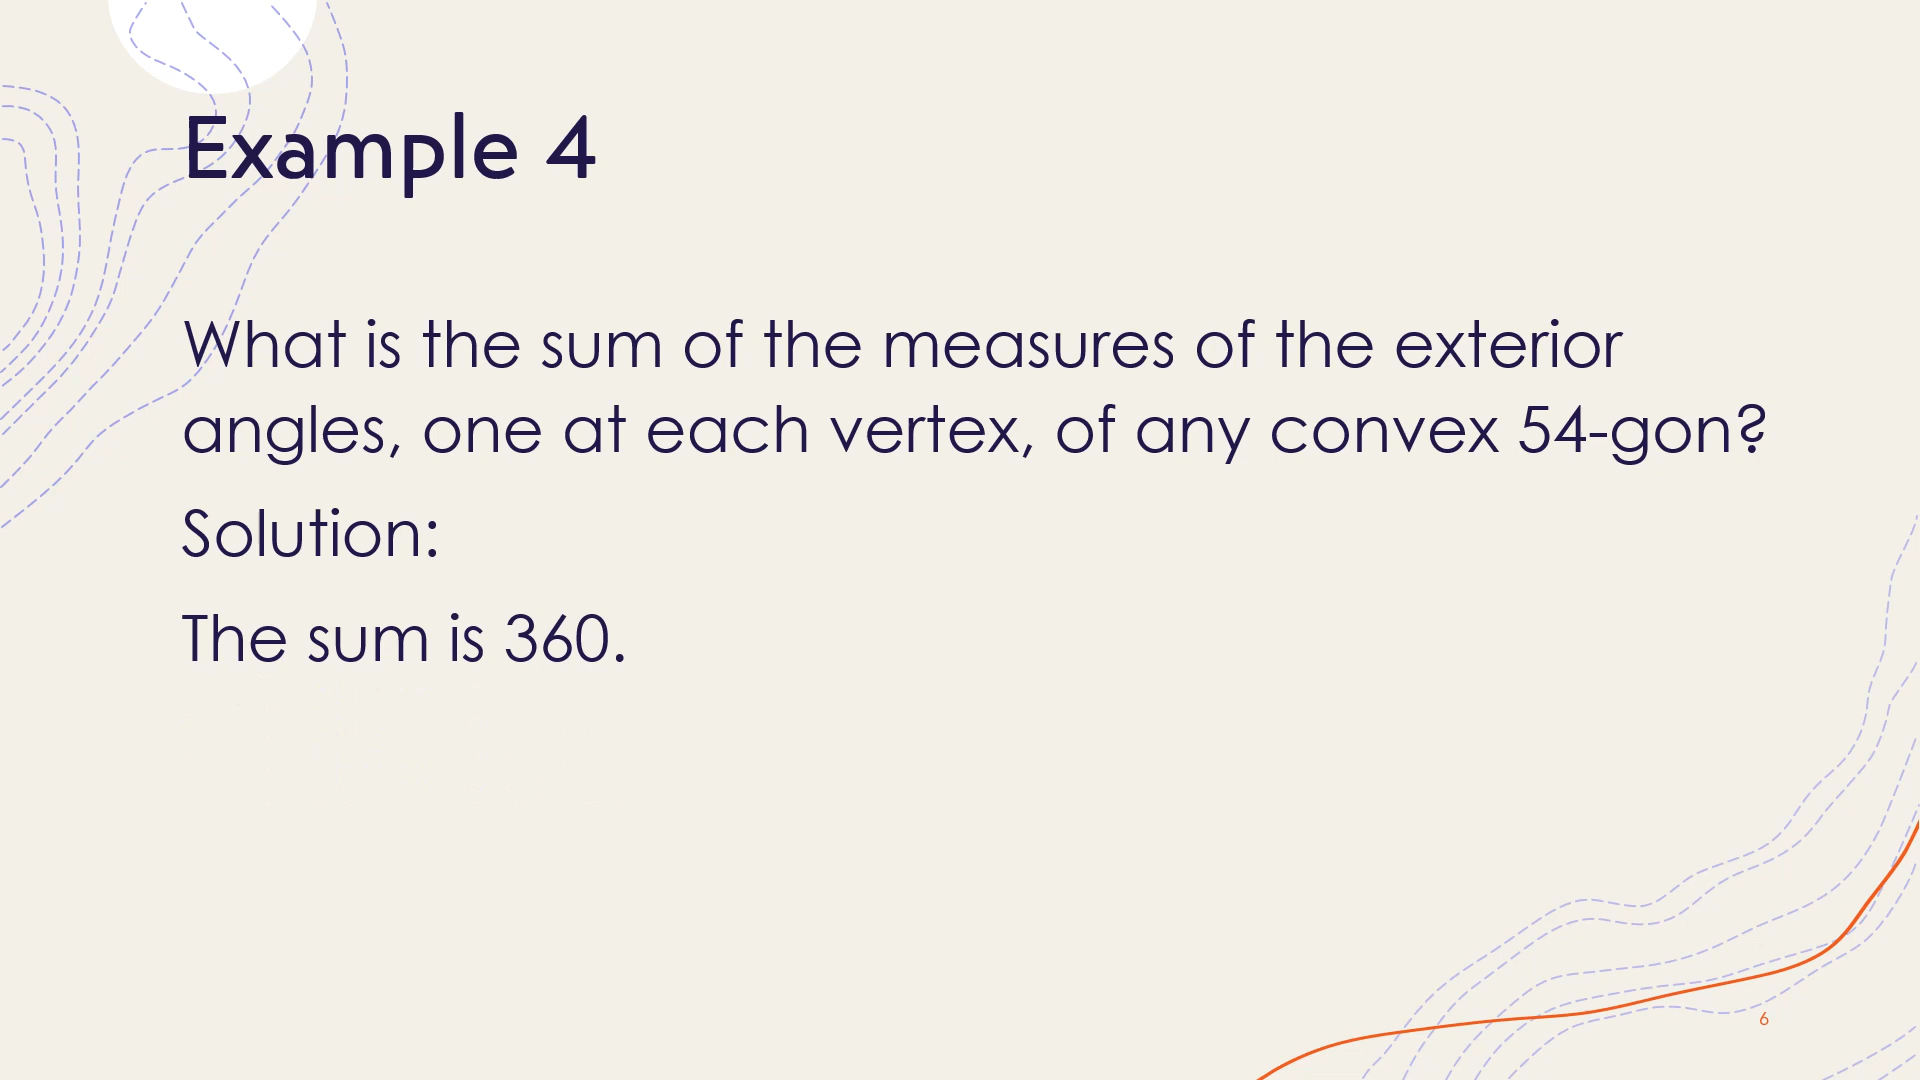 Example 4
What is the sum of the measures of the exterior
angles, one at each vertex, of any convex 54-gon?
Solution:
The sum is 360.
6